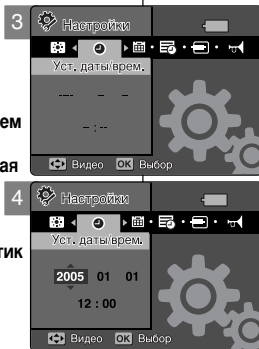 3
Настройки
Уст. даты/врем.
---- -- --
-- : --
ем
ая
Видео OK Выбор
4
Настройки
Уст. даты/врем.
тик
2005 01 01
12 : 00
Видео OK Выбор